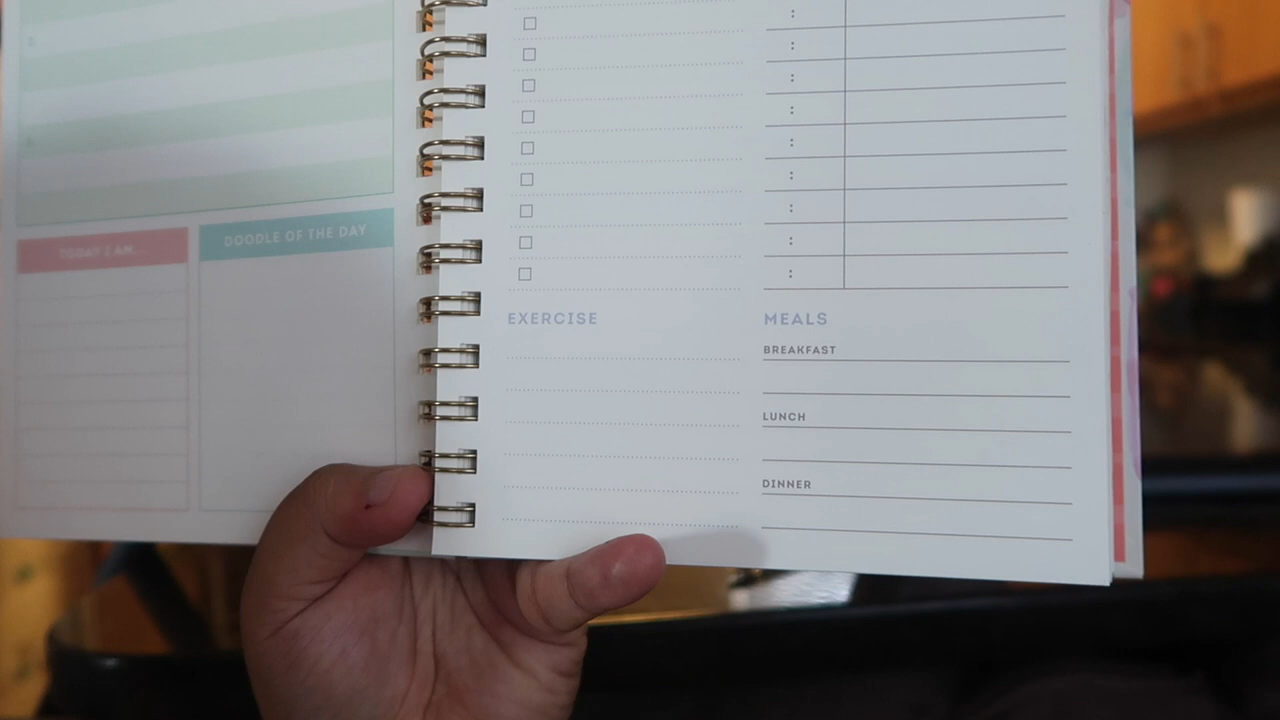 TODAY I AM...
DOODLE OF THE DAY
EXERCISE
MEALS
BREAKFAST
LUNCH
DINNER